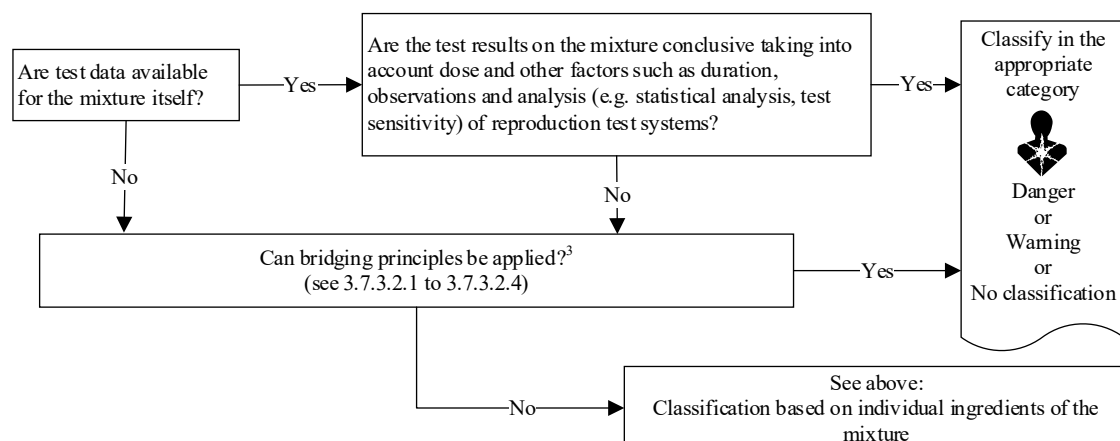 Are test data available
for the mixture itself?
Yes
Are the test results on the mixture conclusive taking into
account dose and other factors such as duration,
observations and analysis (e.g. statistical analysis, test
sensitivity) of reproduction test systems?
Yes
Classify in the
appropriate
category
Danger
or
Warning
or
No classification
No
No
Can bridging principles be applied?³
(see 3.7.3.2.1 to 3.7.3.2.4)
Yes
No
See above:
Classification based on individual ingredients of the
mixture